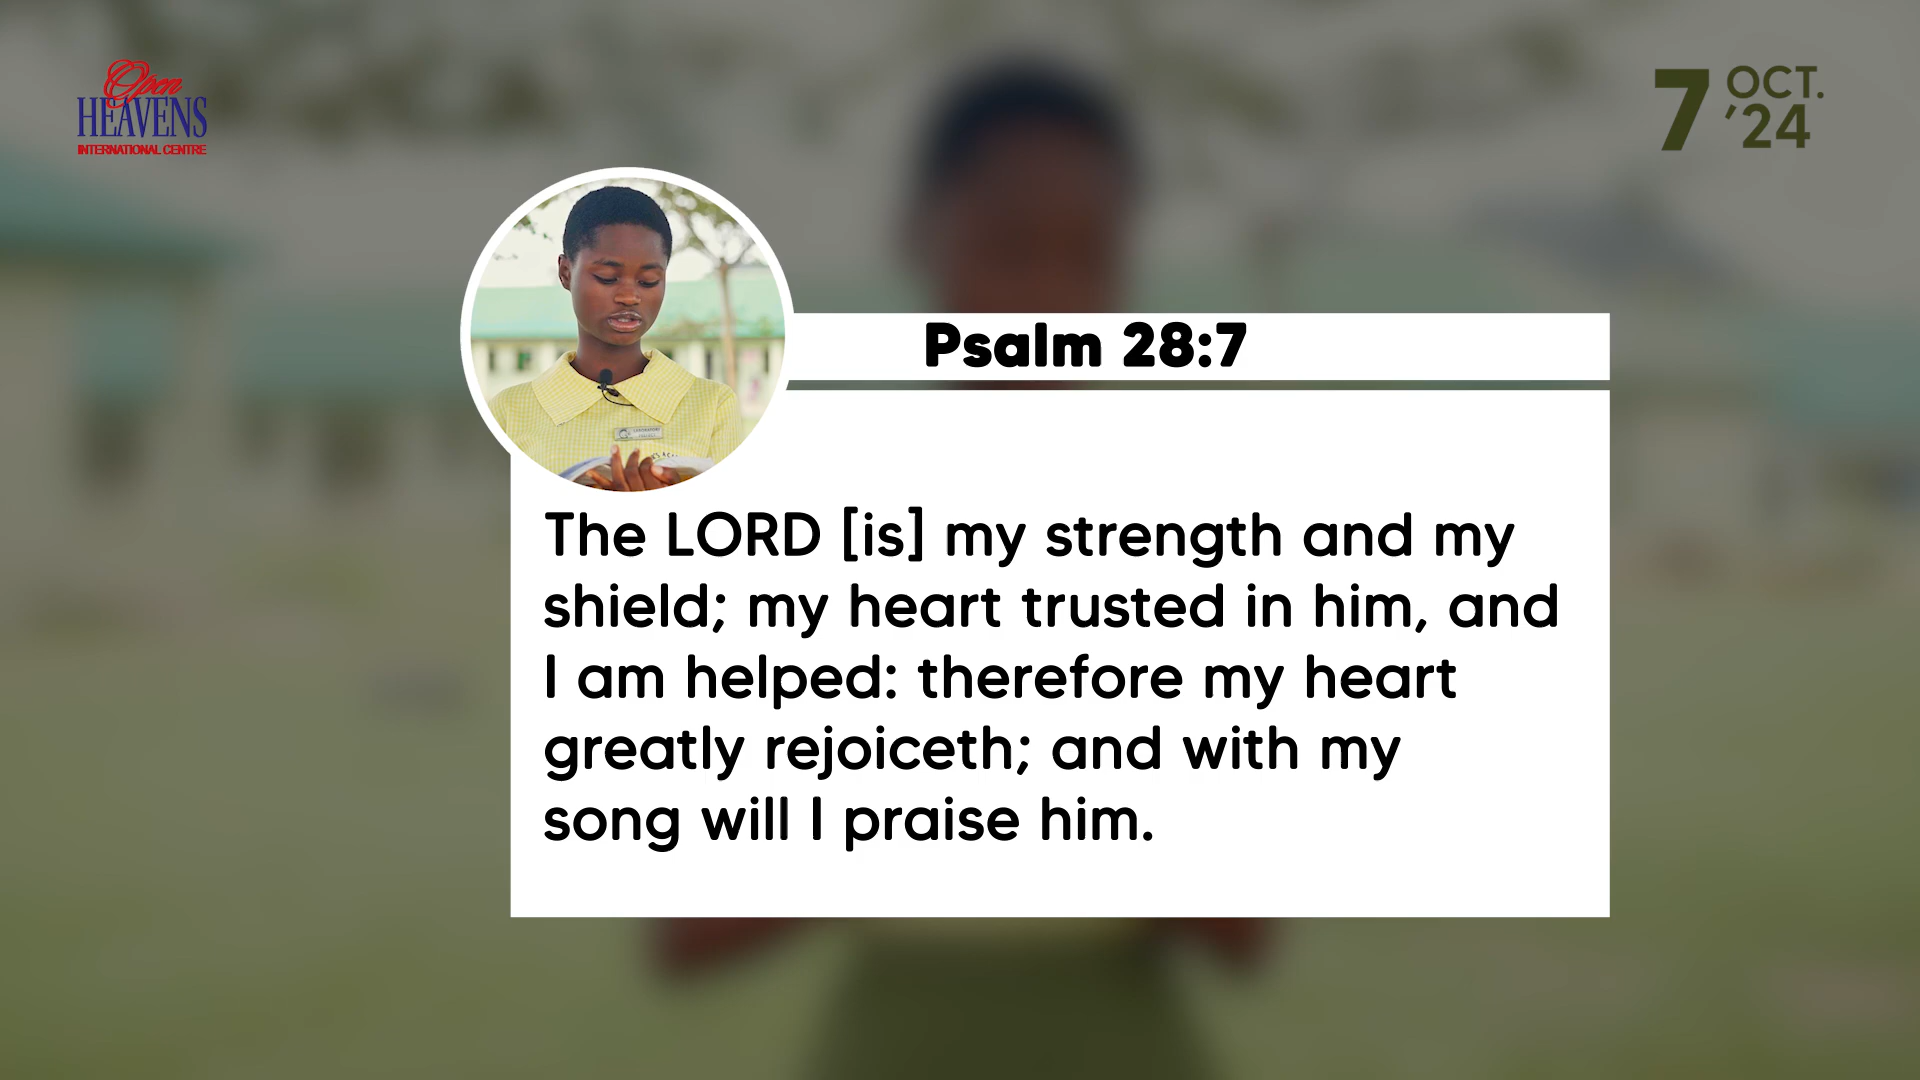 Open
HEAVENS
INTERNATIONAL CENTRE
7 OCT.
'24
Psalm 28:7
The LORD [is] my strength and my
shield; my heart trusted in him, and
I am helped: therefore my heart
greatly rejoiceth; and with my
song will I praise him.